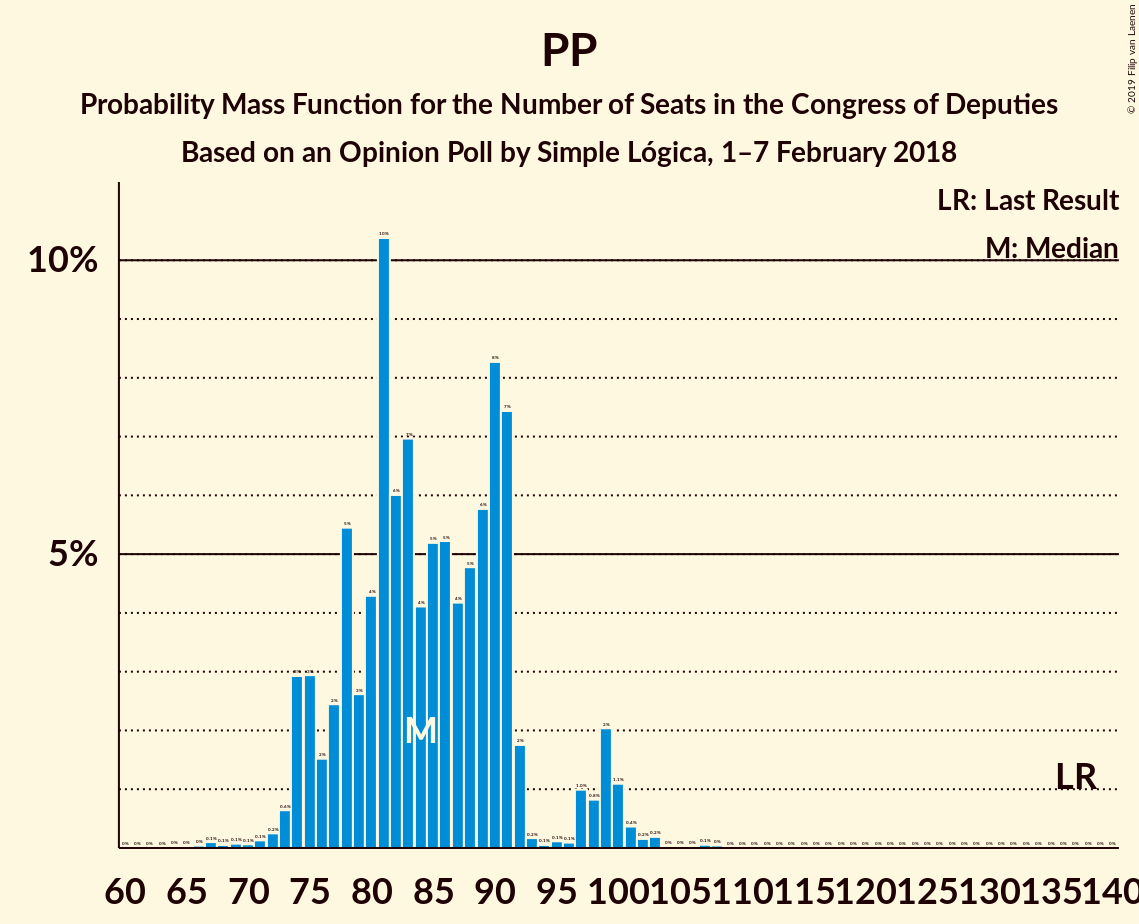 PP
Probability Mass Function for the Number of Seats in the Congress of Deputies
Based on an Opinion Poll by Simple Lógica, 1–7 February 2018
© 2019 Filip van Laenen
LR: Last Result
M: Median
10%
5%
M
LR
60 65 70 75 80 85 90 95 100 105 110 115 120 125 130 135 140